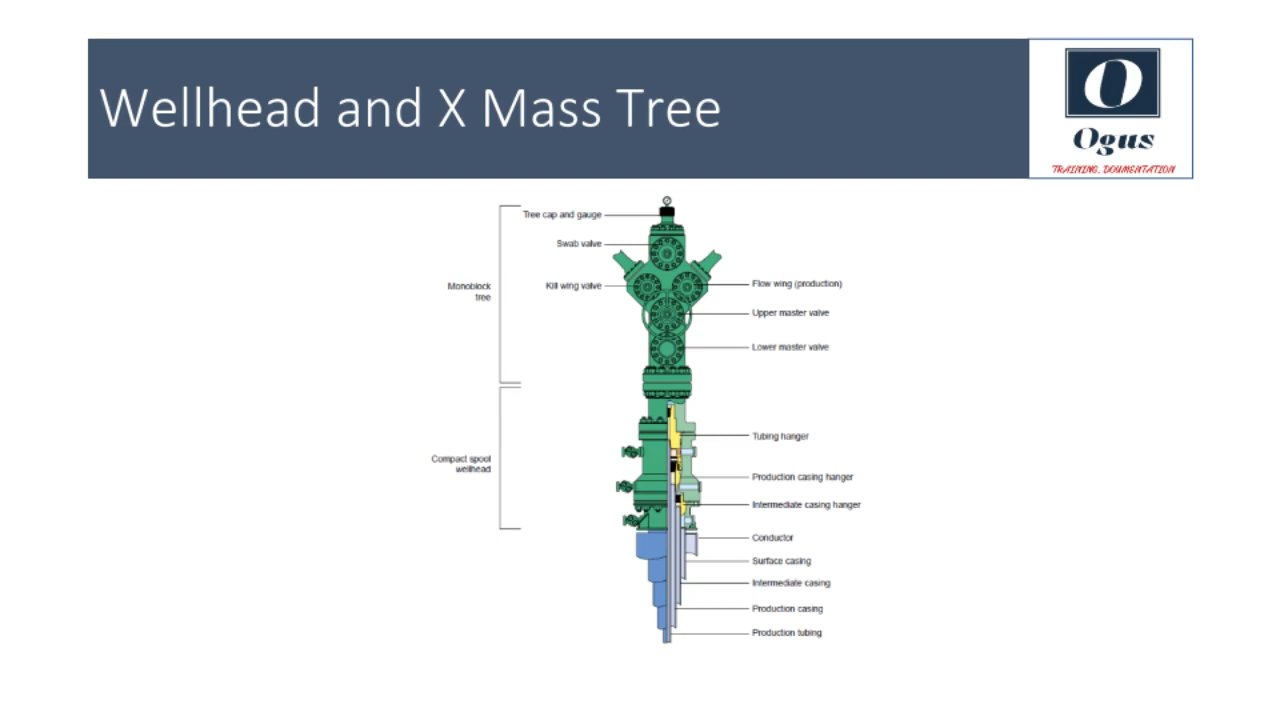 Wellhead and X Mass Tree
O
Ogus
TRAINING, DOUMENTATION
Tree cap and gauge
Swab valve
Monoblock
tree
Kill wing valve
Flow wing (production)
Upper master valve
Lower master valve
Compact spool
wellhead
Tubing hanger
Production casing hanger
Intermediate casing hanger
Conductor
Surface casing
Intermediate casing
Production casing
Production tubing